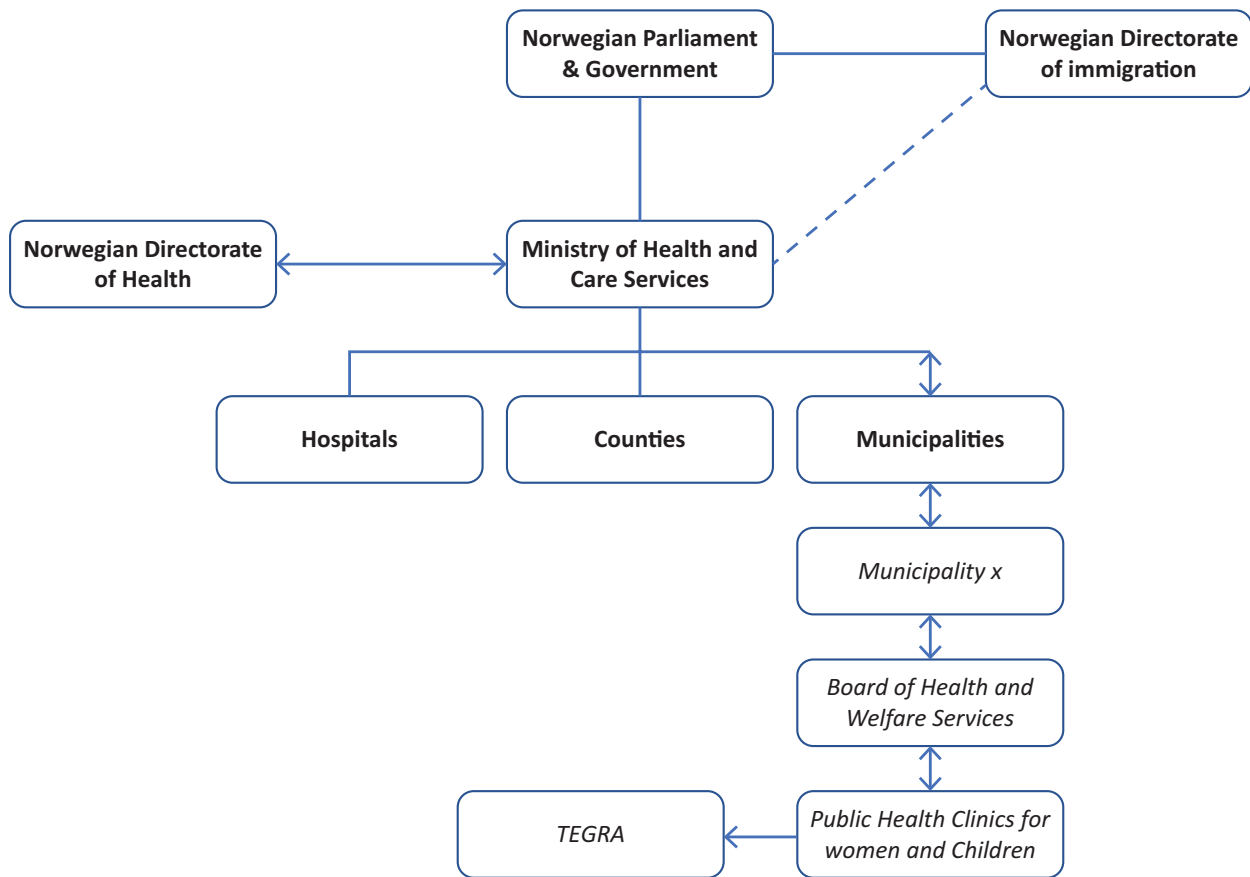 Norwegian Parliament
& Government
Norwegian Directorate
of immigration
Norwegian Directorate
of Health
Ministry of Health and
Care Services
Hospitals
Counties
Municipalities
Municipality x
Board of Health and
Welfare Services
TEGRA
Public Health Clinics for
women and Children